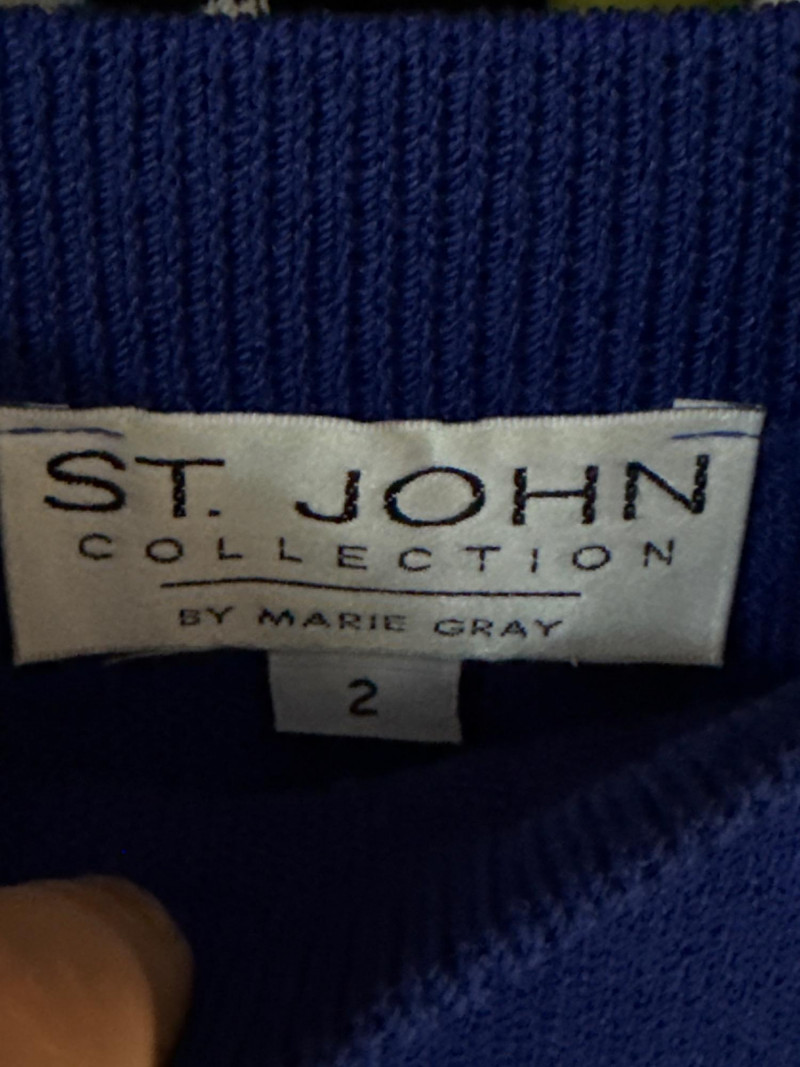 ST. JOHN
COLLECTION
BY MARIE GRAY
2